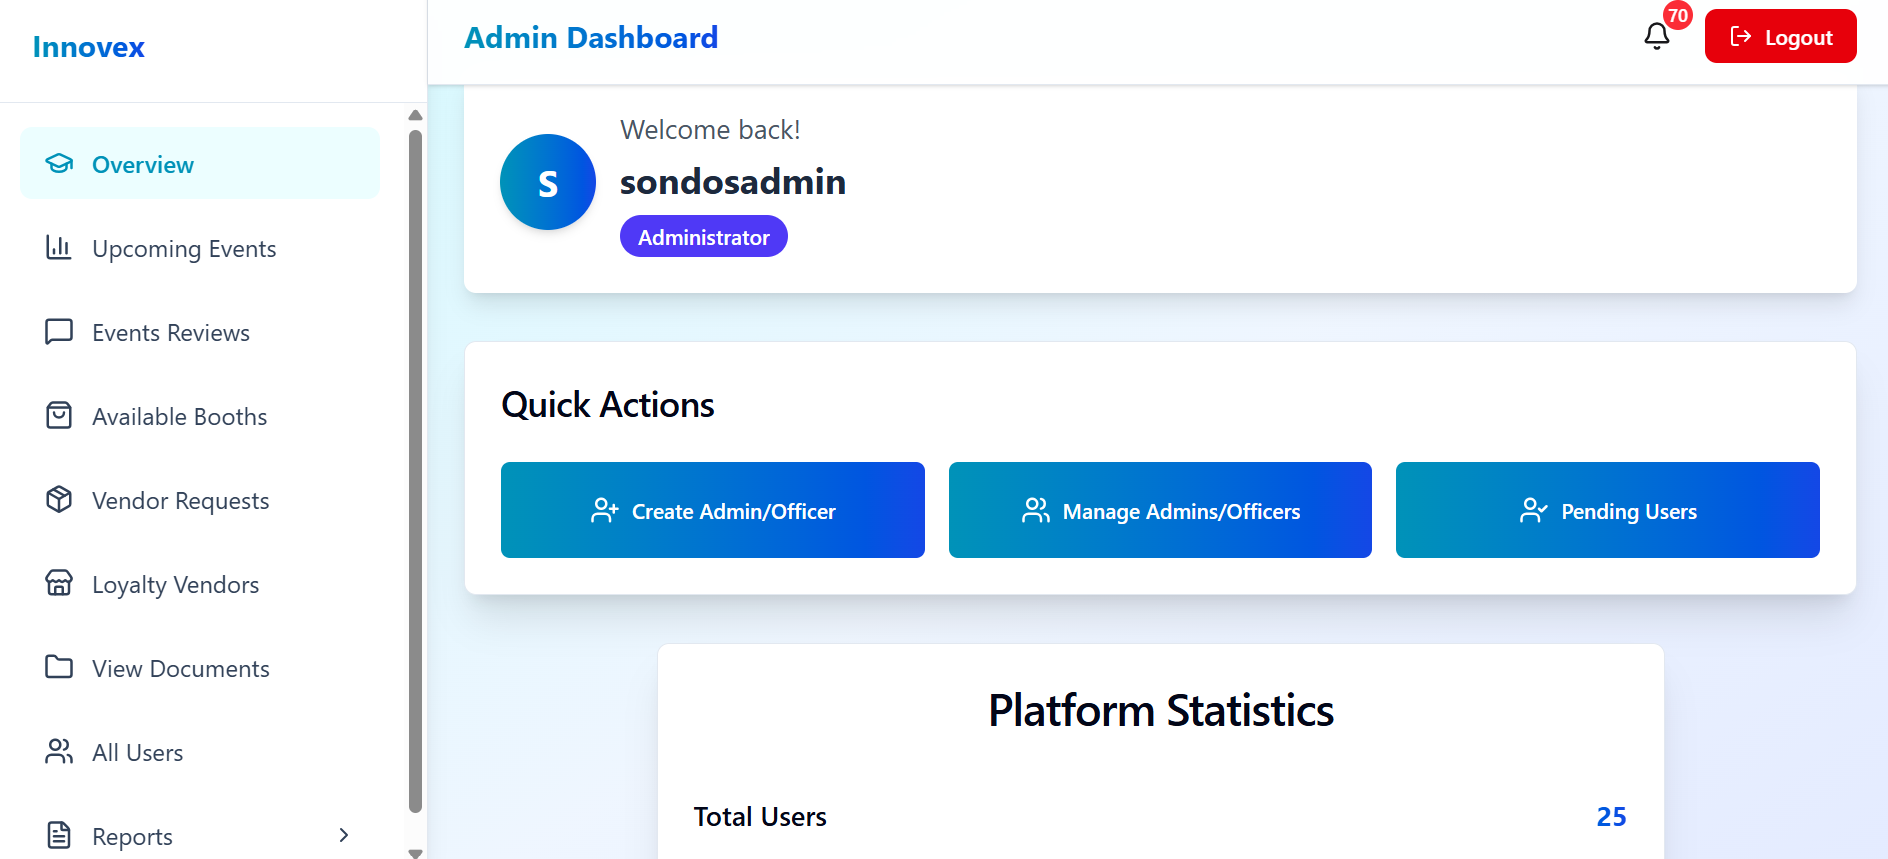 Innovex
Overview
Upcoming Events
Events Reviews
Available Booths
Vendor Requests
Loyalty Vendors
View Documents
All Users
Reports
Admin Dashboard
70
Logout
S
Welcome back!
sondosadmin
Administrator
Quick Actions
Create Admin/Officer
Manage Admins/Officers
Pending Users
Platform Statistics
Total Users 25